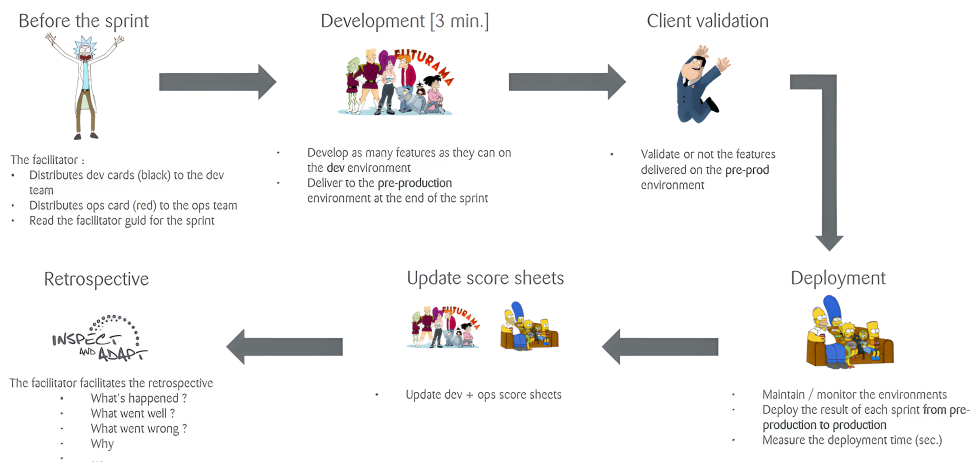 Before the sprint
Development [3 min.]
Client validation
FUTURAMA
The facilitator :
• Distributes dev cards (black) to the dev
team
• Distributes ops card (red) to the ops team
• Read the facilitator guid for the sprint
• Develop as many features as they can on
the dev environment
• Deliver to the pre-production
environment at the end of the sprint
• Validate or not the features
delivered on the pre-prod
environment
Retrospective
Update score sheets
Deployment
INSPECT
AND ADAPT
FUTURAMA
The facilitator facilitates the retrospective
• What's happened ?
• What went well ?
• What went wrong ?
• Why
• ...
• Update dev + ops score sheets
• Maintain / monitor the environments
• Deploy the result of each sprint from pre-
production to production
• Measure the deployment time (sec.)